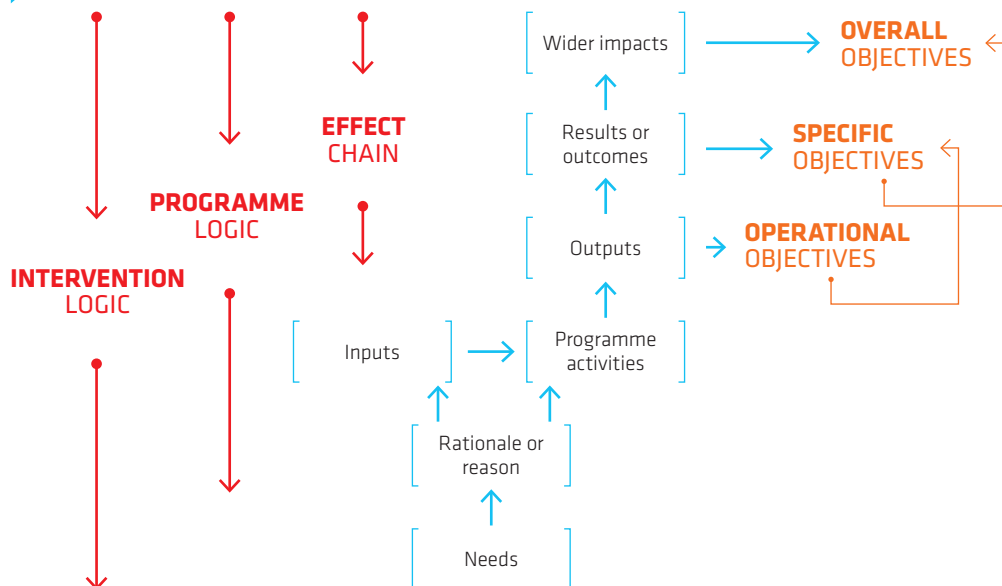 Wider impacts
OVERALL
OBJECTIVES
EFFECT
CHAIN
Results or
outcomes
SPECIFIC
OBJECTIVES
PROGRAMME
LOGIC
Outputs
OPERATIONAL
OBJECTIVES
INTERVENTION
LOGIC
Inputs
Programme
activities
Rationale or
reason
Needs